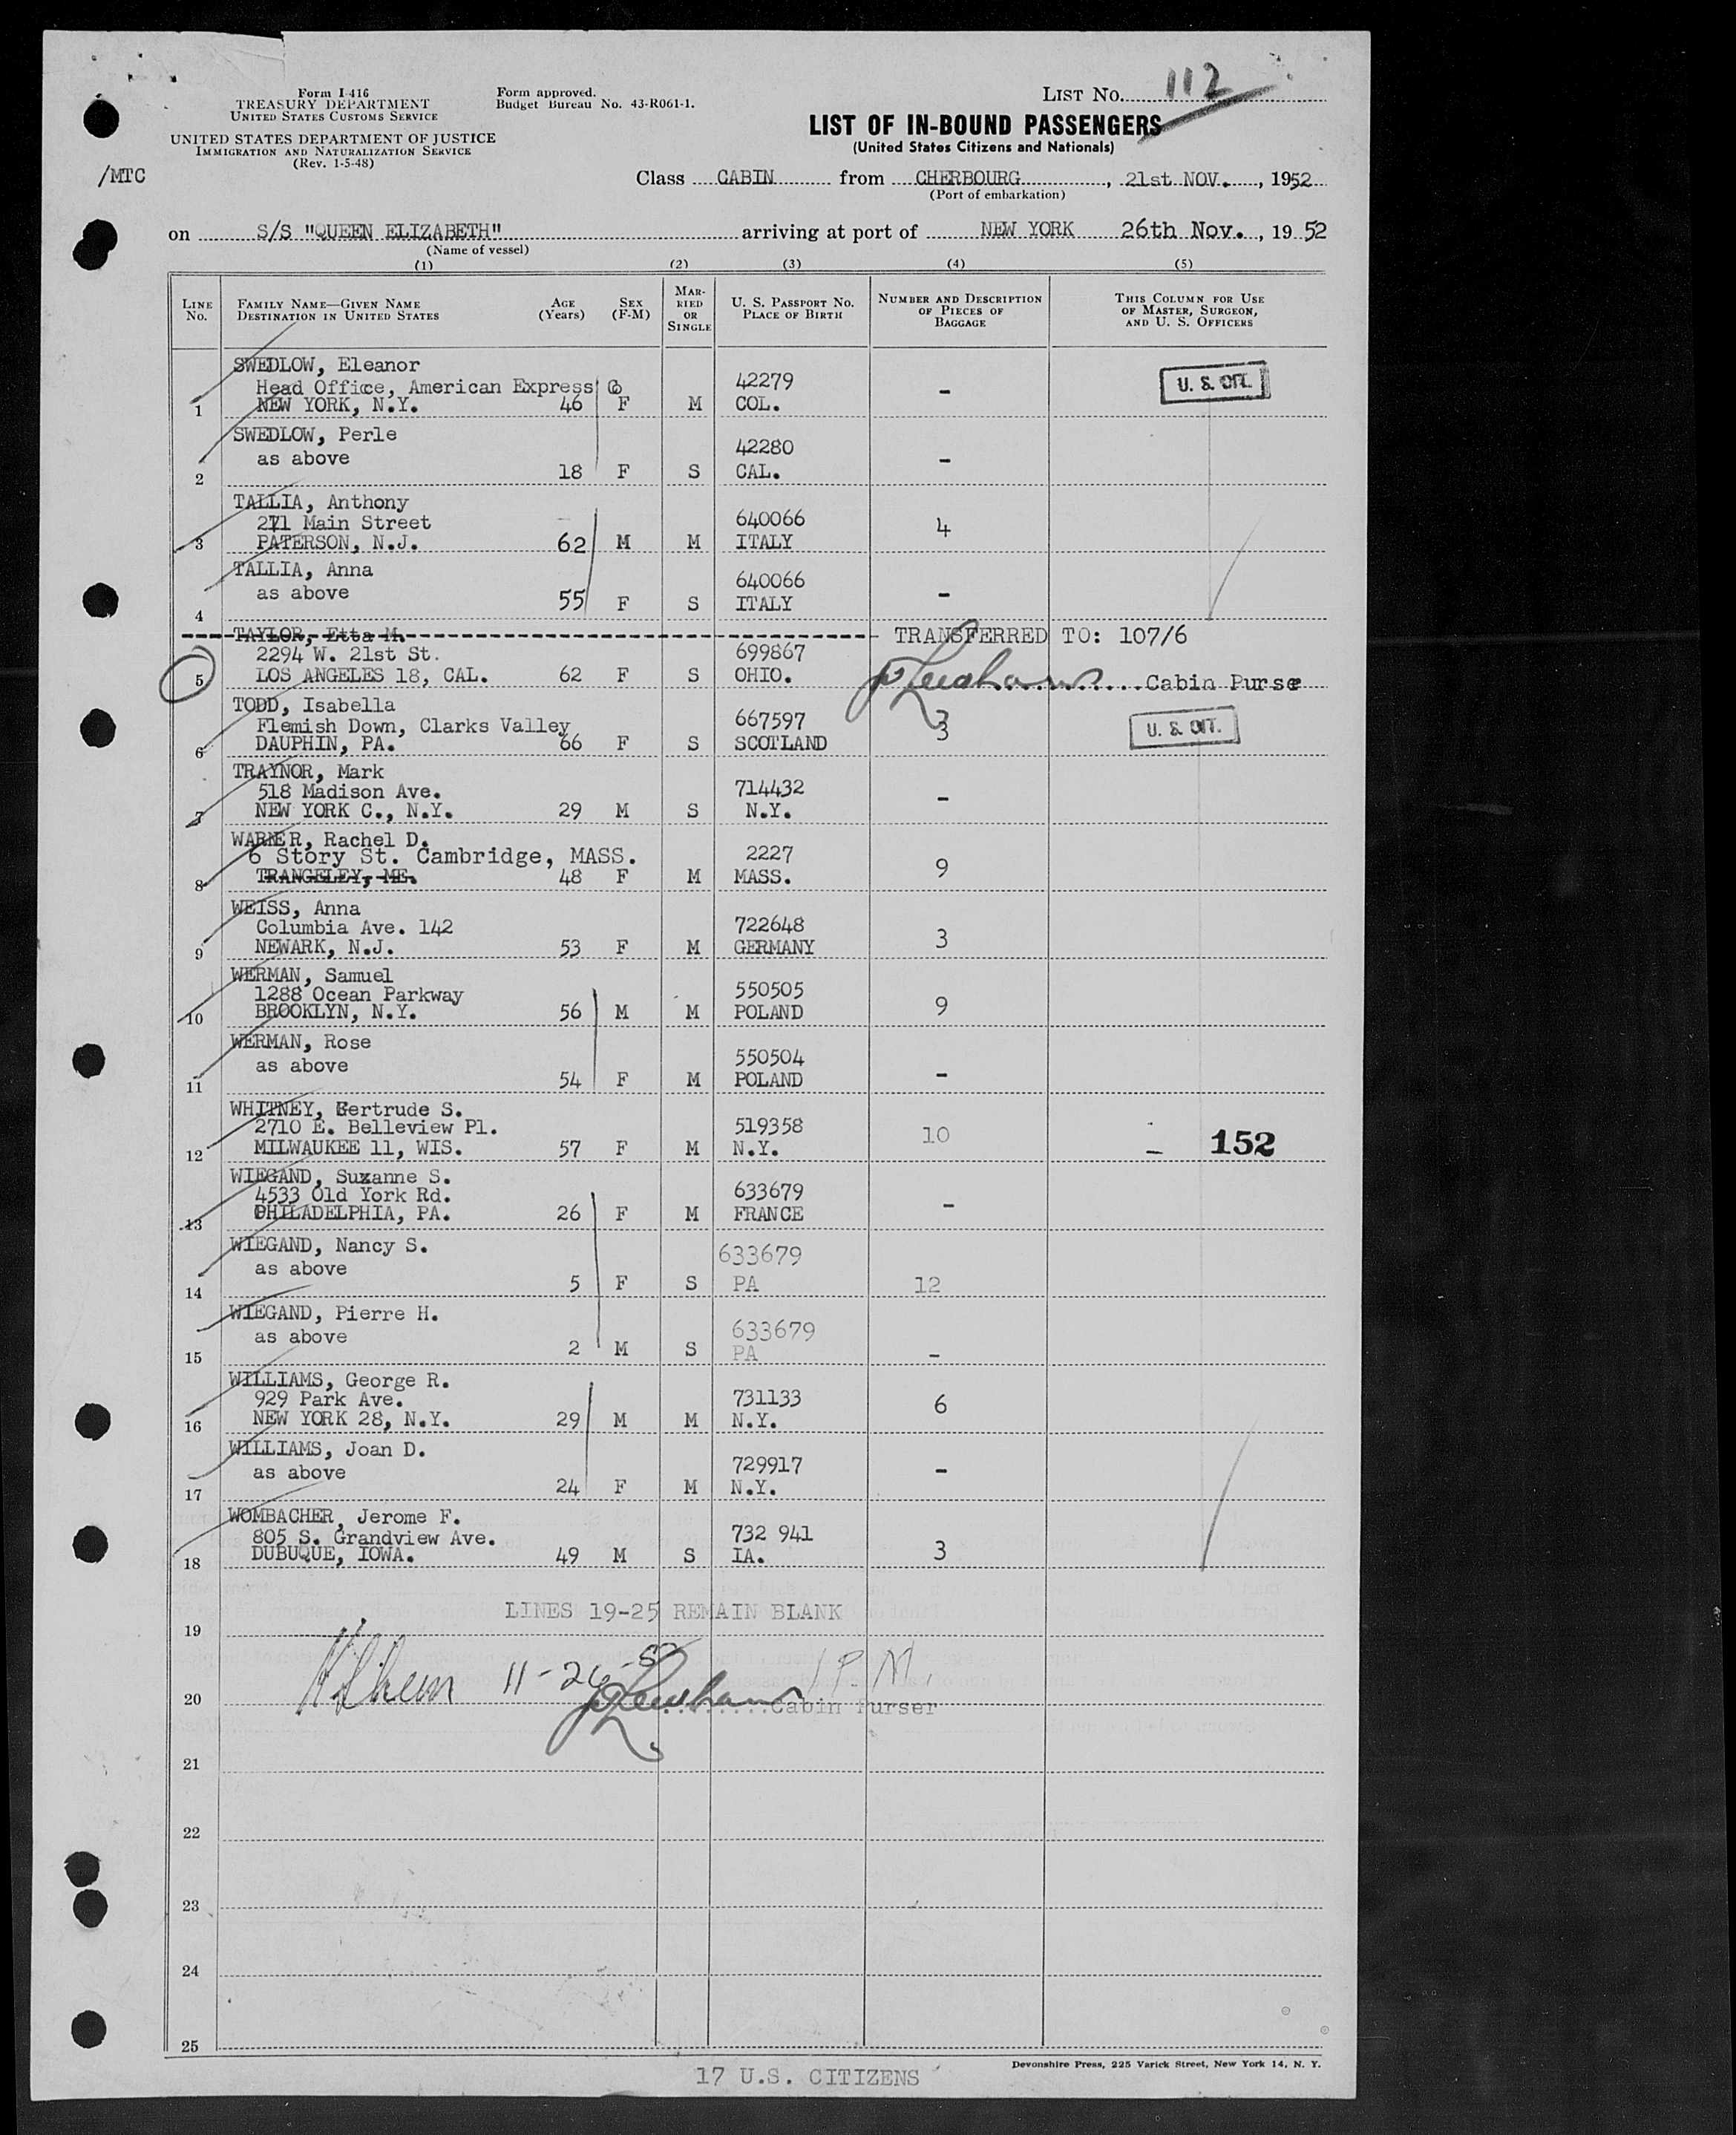 Form I-416
TREASURY DEPARTMENT
UNITED STATES CUSTOMS SERVICE
UNITED STATES DEPARTMENT OF JUSTICE
IMMIGRATION AND NATURALIZATION SERVICE
(Rev. 1-5-48)
/MTC
Form approved.
Budget Bureau No. 43-R061-1.
LIST No. 112
LIST OF IN-BOUND PASSENGERS
(United States Citizens and Nationals)
Class CABIN from CHERBOURG, 21st NOV., 1952
(Port of embarkation)
on S/S "QUEEN ELIZABETH" arriving at port of NEW YORK 26th Nov., 1952
(Name of vessel)
(1) (2) (3) (4) (5)
LINE No. FAMILY NAME—GIVEN NAME DESTINATION IN UNITED STATES AGE (Years) SEX (F-M) MARRIED OR SINGLE U. S. PASSPORT NO. PLACE OF BIRTH NUMBER AND DESCRIPTION OF PIECES OF BAGGAGE THIS COLUMN FOR USE OF MASTER, SURGEON, AND U. S. OFFICERS
SWEDLOW, Eleanor
Head Office, American Express Co 42279 - U. S. CIT.
1 NEW YORK, N.Y. 46 F M COL.
SWEDLOW, Perle 42280
as above -
2 18 F S CAL.
TALLIA, Anthony
271 Main Street 640066 4
3 PATERSON, N.J. 62 M M ITALY
TALLIA, Anna 640066
as above -
4 55 F S ITALY
TAYLOR, Etta M. TRANSFERRED TO: 107/6
2294 W. 21st St. 699867
5 LOS ANGELES 18, CAL. 62 F S OHIO. Cabin Purse
TODD, Isabella
Flemish Down, Clarks Valley 667597 3 U. S. CIT.
6 DAUPHIN, PA. 66 F S SCOTLAND
TRAYNOR, Mark
518 Madison Ave. 714432 -
7 NEW YORK C., N.Y. 29 M S N.Y.
WARNER, Rachel D.
6 Story St. Cambridge, MASS. 2227 9
8 TRANGELEY, ME. 48 F M MASS.
WEISS, Anna
Columbia Ave. 142 722648 3
9 NEWARK, N.J. 53 F M GERMANY
WERMAN, Samuel
1288 Ocean Parkway 550505 9
10 BROOKLYN, N.Y. 56 M M POLAND
WERMAN, Rose
as above 550504 -
11 54 F M POLAND
WHITNEY, Gertrude S.
2710 E. Belleview Pl. 519358 10 - 152
12 MILWAUKEE 11, WIS. 57 F M N.Y.
WIEGAND, Suzanne S.
4533 Old York Rd. 633679 -
13 PHILADELPHIA, PA. 26 F M FRANCE
WIEGAND, Nancy S. 633679
as above
14 5 F S PA 12
WIEGAND, Pierre H. 633679
as above
15 2 M S PA -
WILLIAMS, George R.
929 Park Ave. 731133 6
16 NEW YORK 28, N.Y. 29 M M N.Y.
WILLIAMS, Joan D.
as above 729917 -
17 24 F M N.Y.
WOMBACHER, Jerome F.
805 S. Grandview Ave. 732 941 3
18 DUBUQUE, IOWA. 49 M S IA.
LINES 19-25 REMAIN BLANK
19
11-26-52 1 P.M.
20 Cabin Purser
21
22
23
24
25
Devonshire Press, 225 Varick Street, New York 14, N. Y.
17 U.S. CITIZENS